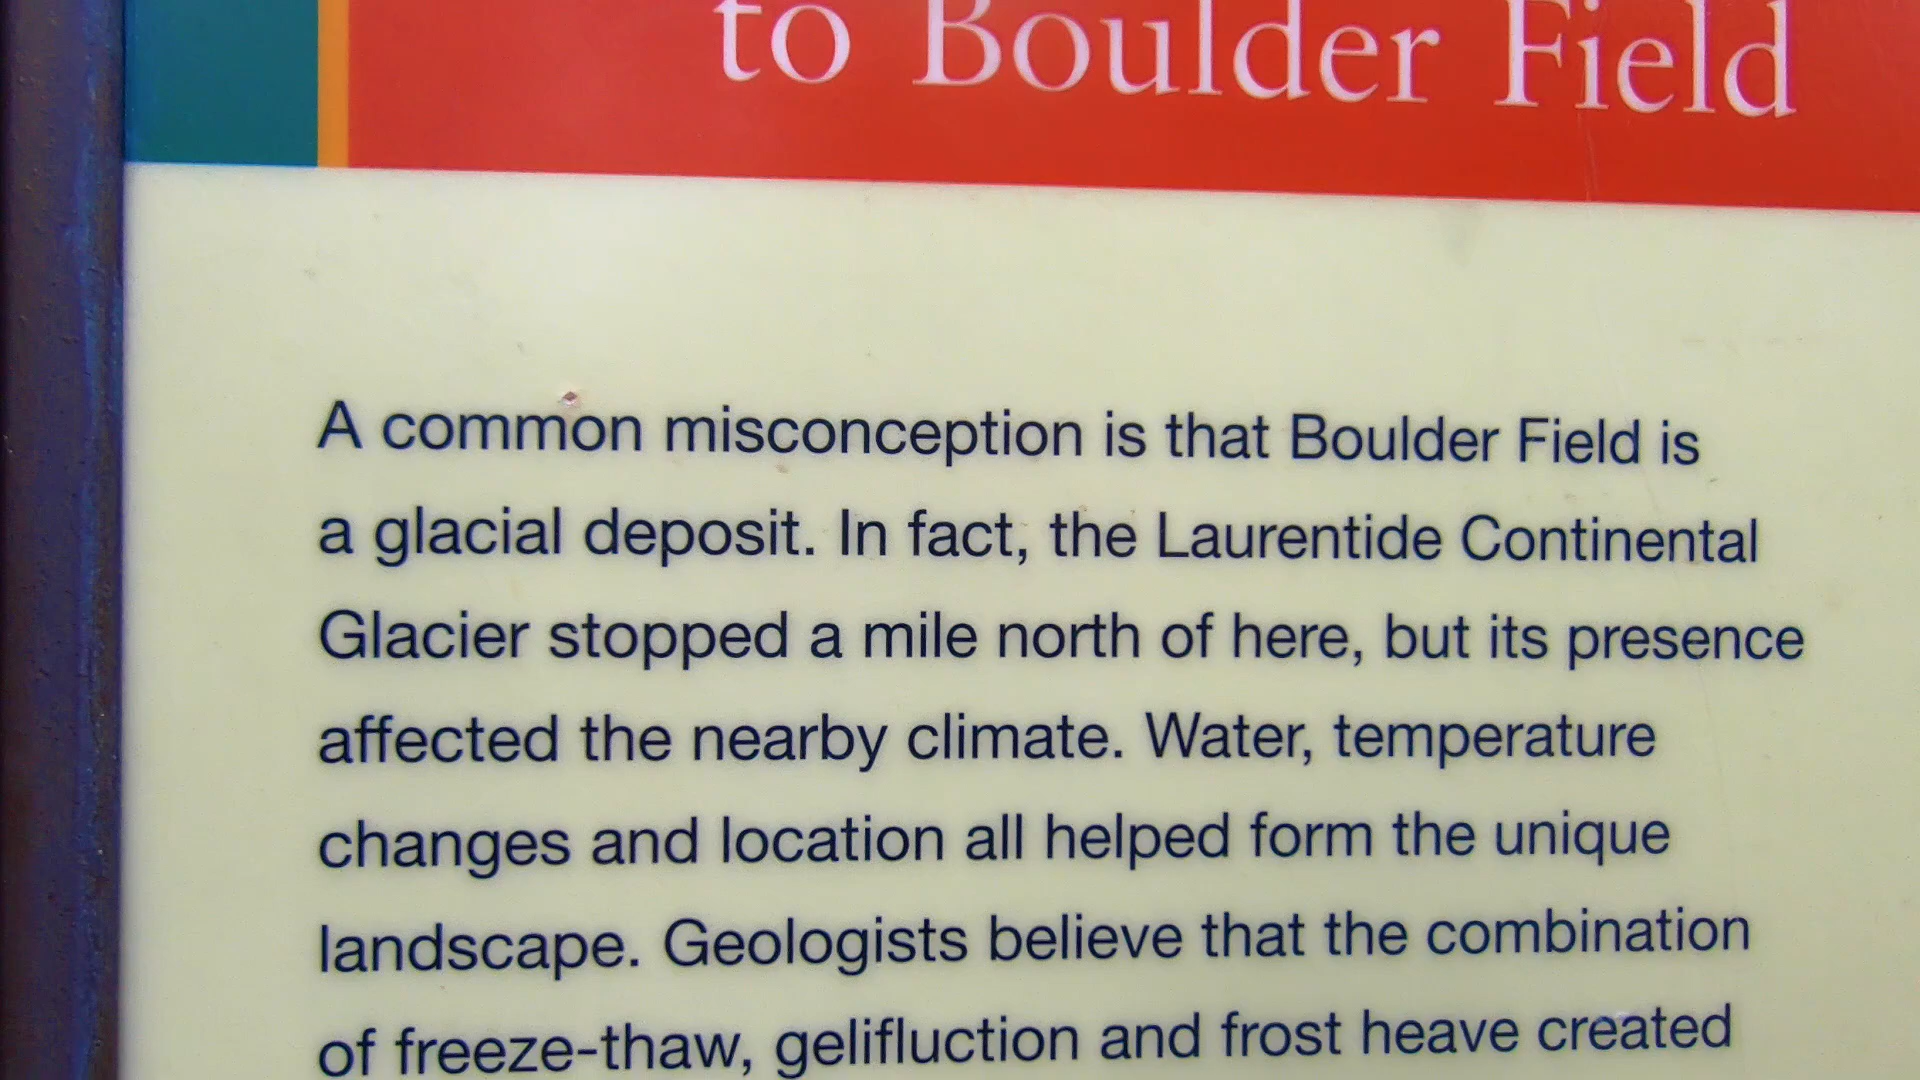 to Boulder Field
A common misconception is that Boulder Field is
a glacial deposit. In fact, the Laurentide Continental
Glacier stopped a mile north of here, but its presence
affected the nearby climate. Water, temperature
changes and location all helped form the unique
landscape. Geologists believe that the combination
of freeze-thaw, gelifluction and frost heave created